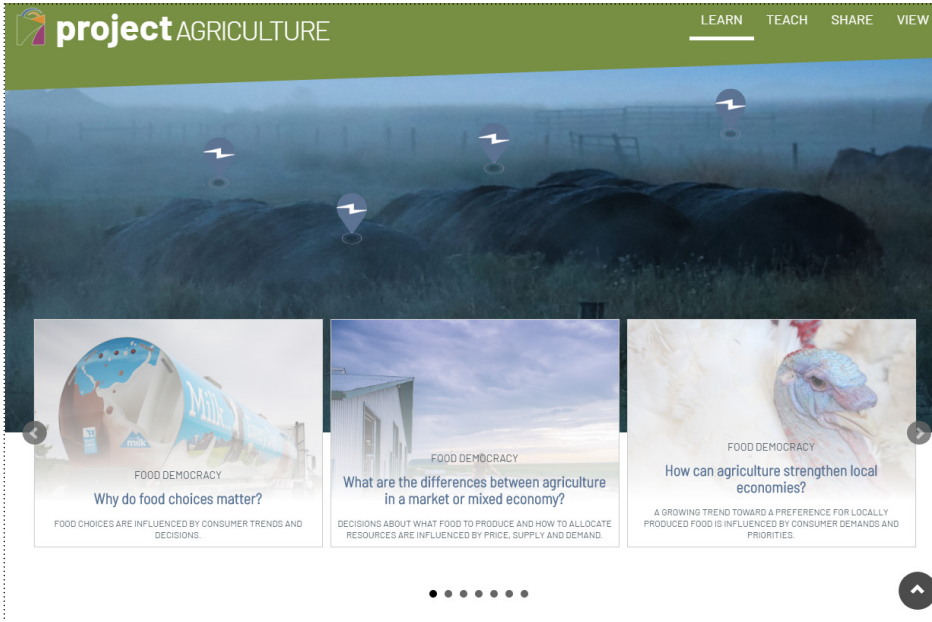 project AGRICULTURE
LEARN TEACH SHARE VIEW
Milk
milk
FOOD DEMOCRACY
Why do food choices matter?
FOOD CHOICES ARE INFLUENCED BY CONSUMER TRENDS AND
DECISIONS.
FOOD DEMOCRACY
What are the differences between agriculture
in a market or mixed economy?
DECISIONS ABOUT WHAT FOOD TO PRODUCE AND HOW TO ALLOCATE
RESOURCES ARE INFLUENCED BY PRICE, SUPPLY AND DEMAND.
FOOD DEMOCRACY
How can agriculture strengthen local
economies?
A GROWING TREND TOWARD A PREFERENCE FOR LOCALLY
PRODUCED FOOD IS INFLUENCED BY CONSUMER DEMANDS AND
PRIORITIES.